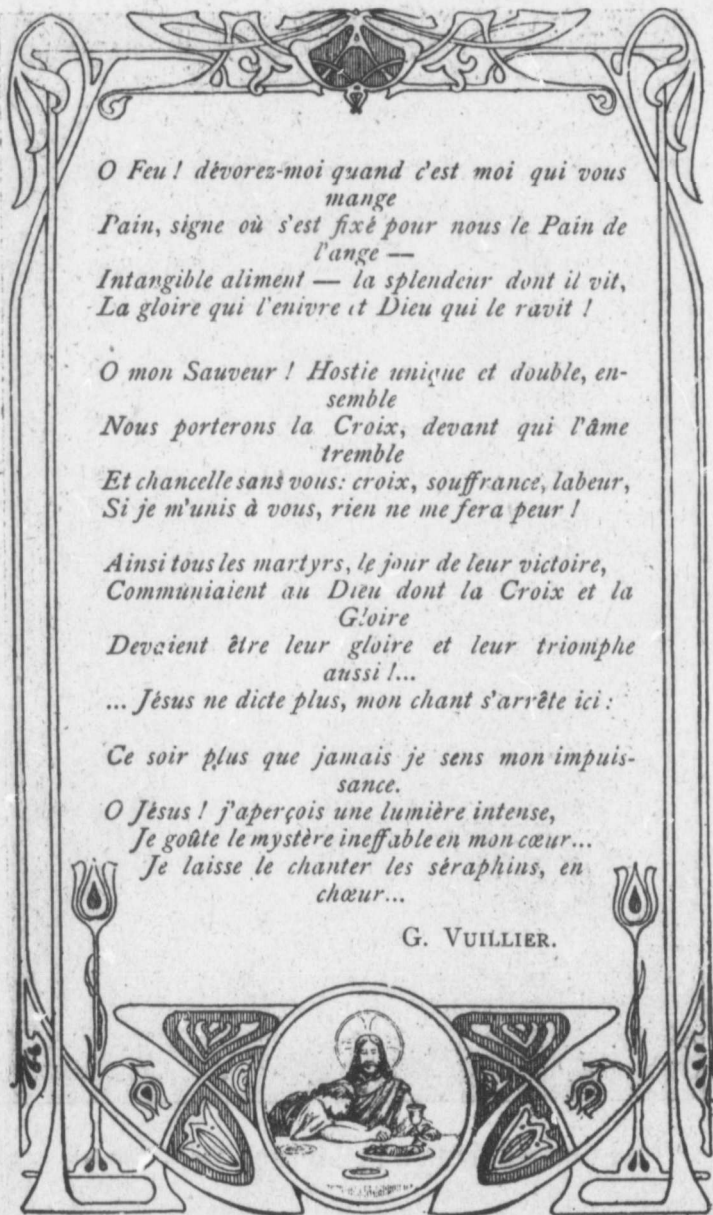 O Feu ! dévorez-moi quand c'est moi qui vous
mange
Pain, signe où s'est fixé pour nous le Pain de
l'ange —
Intangible aliment — la splendeur dont il vit,
La gloire qui l'enivre et Dieu qui le ravit !
O mon Sauveur ! Hostie unique et double, en-
semble
Nous porterons la Croix, devant qui l'âme
tremble
Et chancelle sans vous: croix, souffrance, labeur,
Si je m'unis à vous, rien ne me fera peur !
Ainsi tous les martyrs, le jour de leur victoire,
Communiaient au Dieu dont la Croix et la
Gloire
Devaient être leur gloire et leur triomphe
aussi !...
... Jésus ne dicte plus, mon chant s'arrête ici :
Ce soir plus que jamais je sens mon impuis-
sance.
O Jésus ! j'aperçois une lumière intense,
Je goûte le mystère ineffable en mon cœur...
Je laisse le chanter les séraphins, en
chœur...
G. VUILLIER.